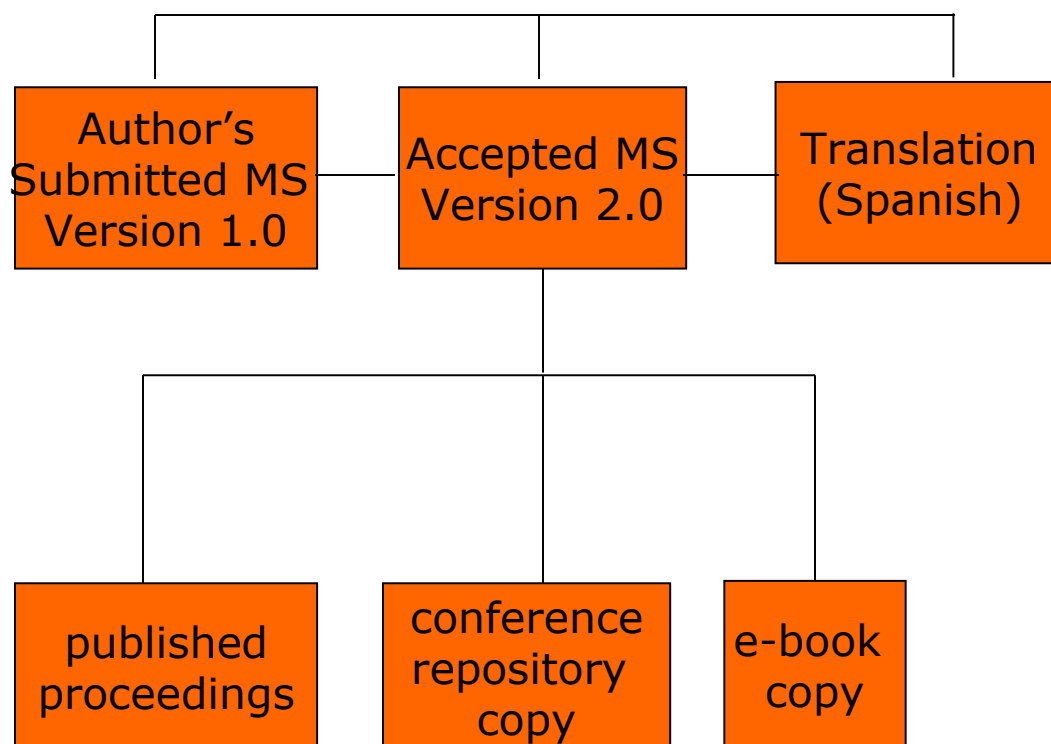 Author’s
Submitted MS
Version 1.0
Accepted MS
Version 2.0
Translation
(Spanish)
published
proceedings
conference
repository
copy
e-book
copy